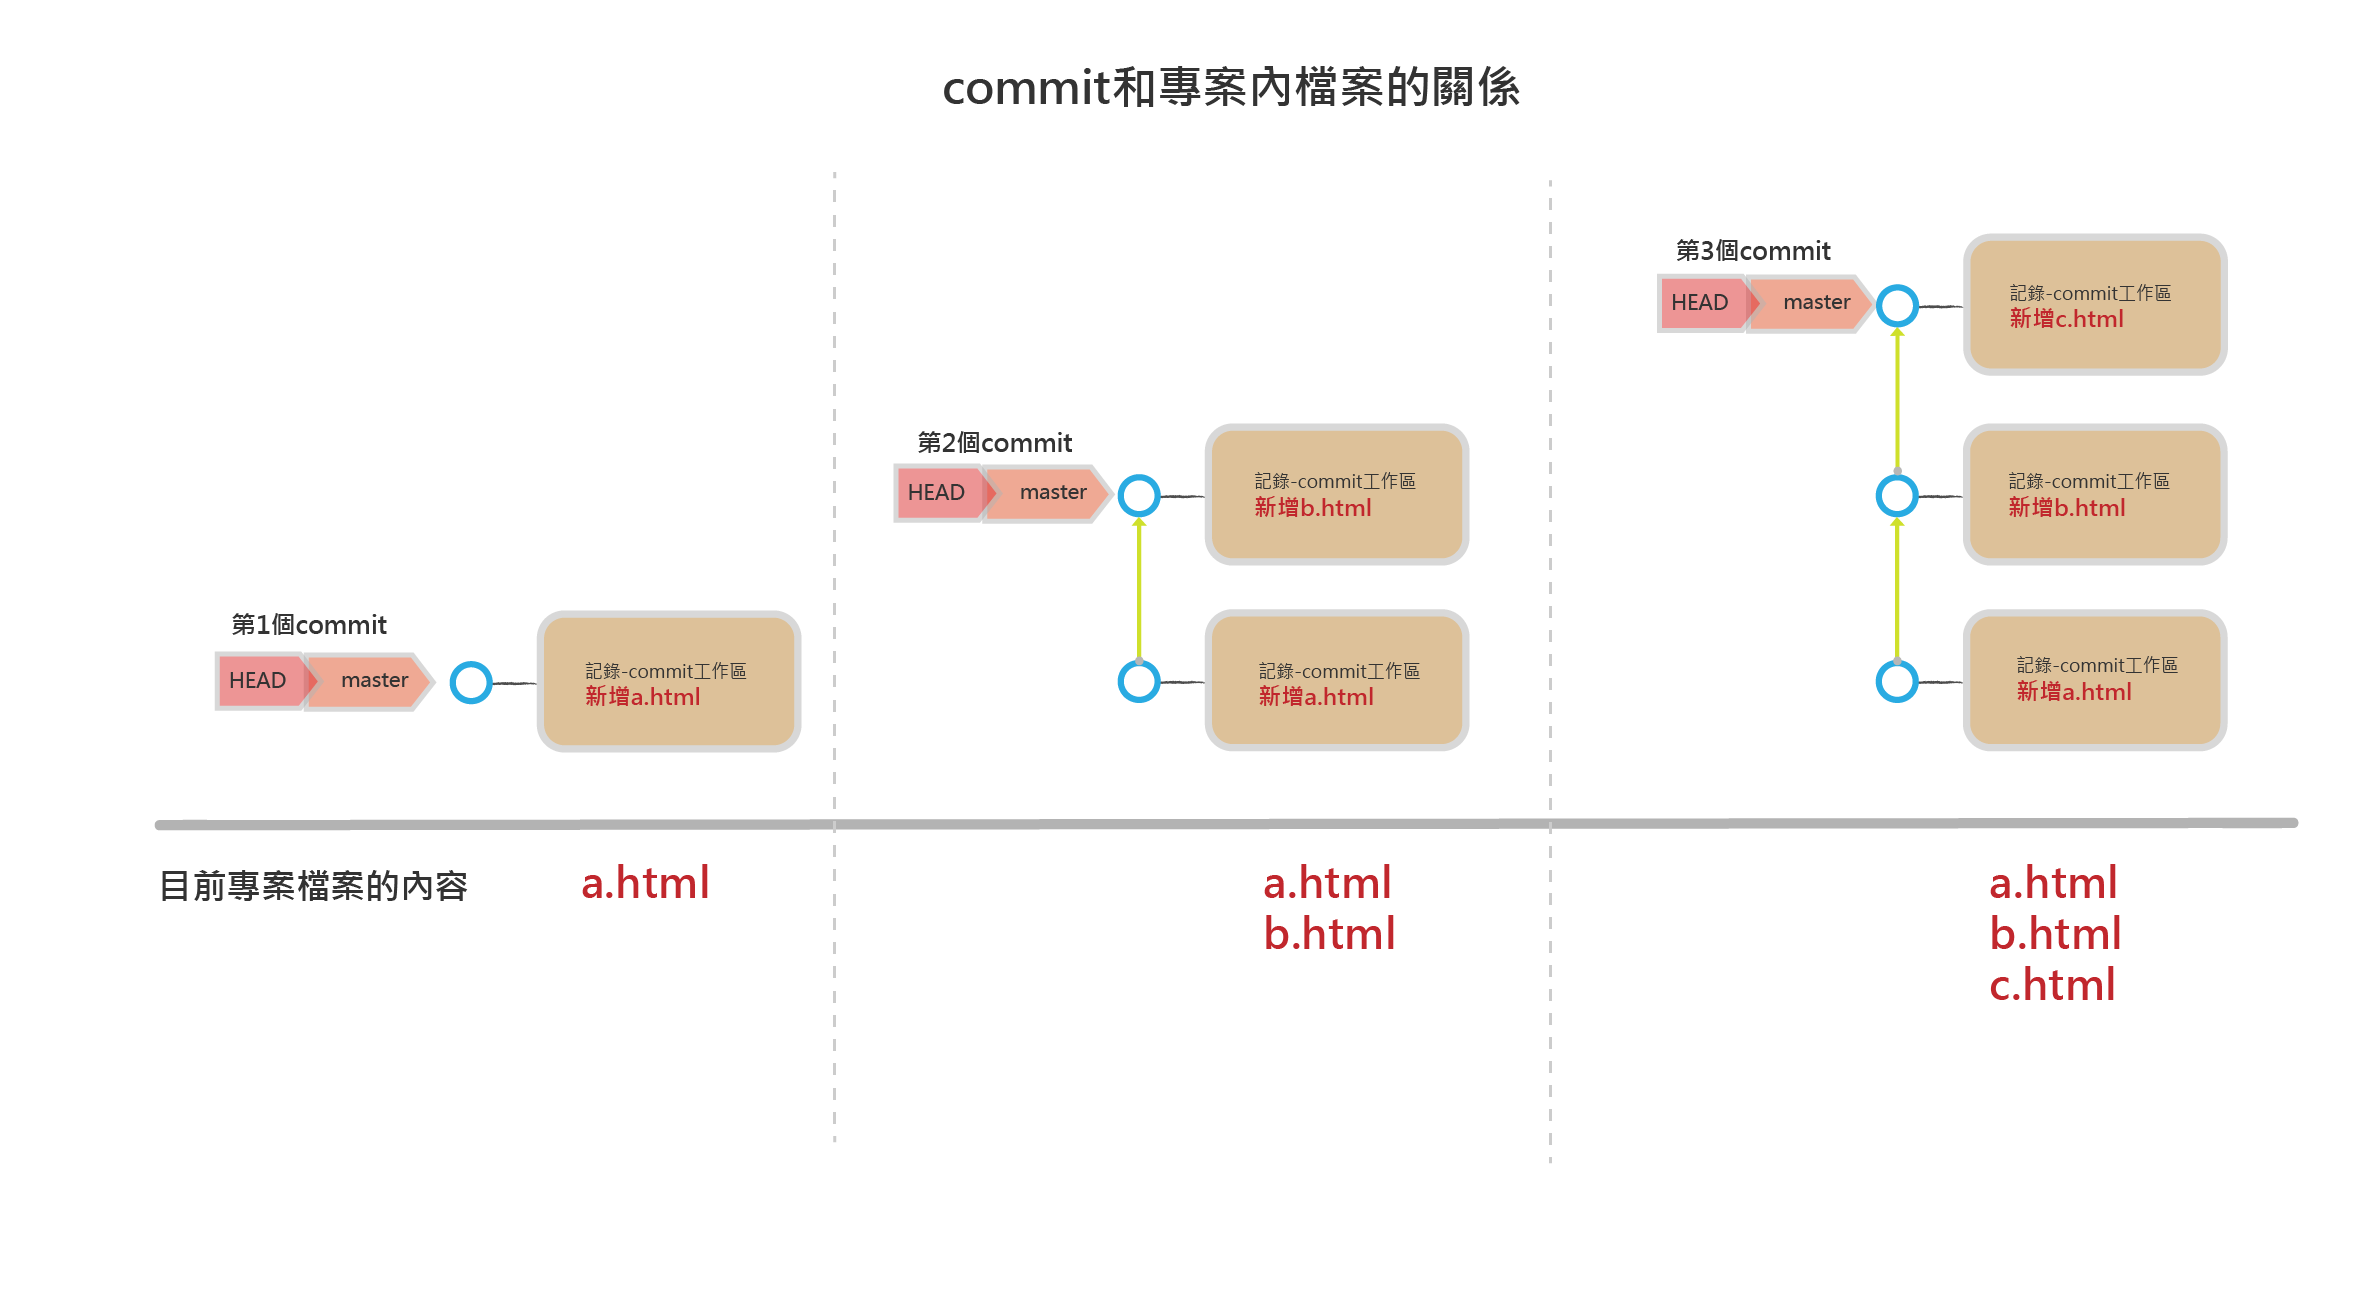 commit和專案內檔案的關係
第1個commit
HEAD
master
記錄-commit工作區
新增a.html
第2個commit
HEAD
master
記錄-commit工作區
新增b.html
記錄-commit工作區
新增a.html
第3個commit
HEAD
master
記錄-commit工作區
新增c.html
記錄-commit工作區
新增b.html
記錄-commit工作區
新增a.html
目前專案檔案的內容
a.html
a.html
b.html
a.html
b.html
c.html